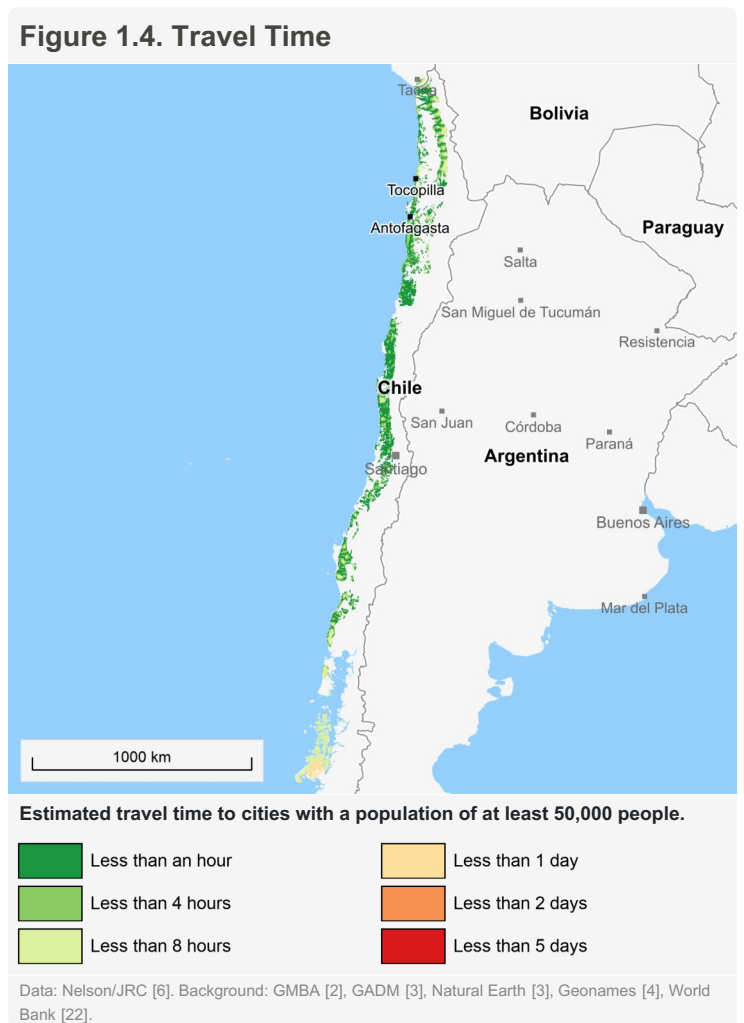 Figure 1.4. Travel Time
Tacna
Bolivia
Tocopilla
Paraguay
Antofagasta
Salta
San Miguel de Tucumán
Resistencia
Chile
San Juan
Córdoba
Paraná
Argentina
Santiago
Buenos Aires
Mar del Plata
1000 km
Estimated travel time to cities with a population of at least 50,000 people.
Less than an hour
Less than 1 day
Less than 4 hours
Less than 2 days
Less than 8 hours
Less than 5 days
Data: Nelson/JRC [6]. Background: GMBA [2], GADM [3], Natural Earth [3], Geonames [4], World
Bank [22].